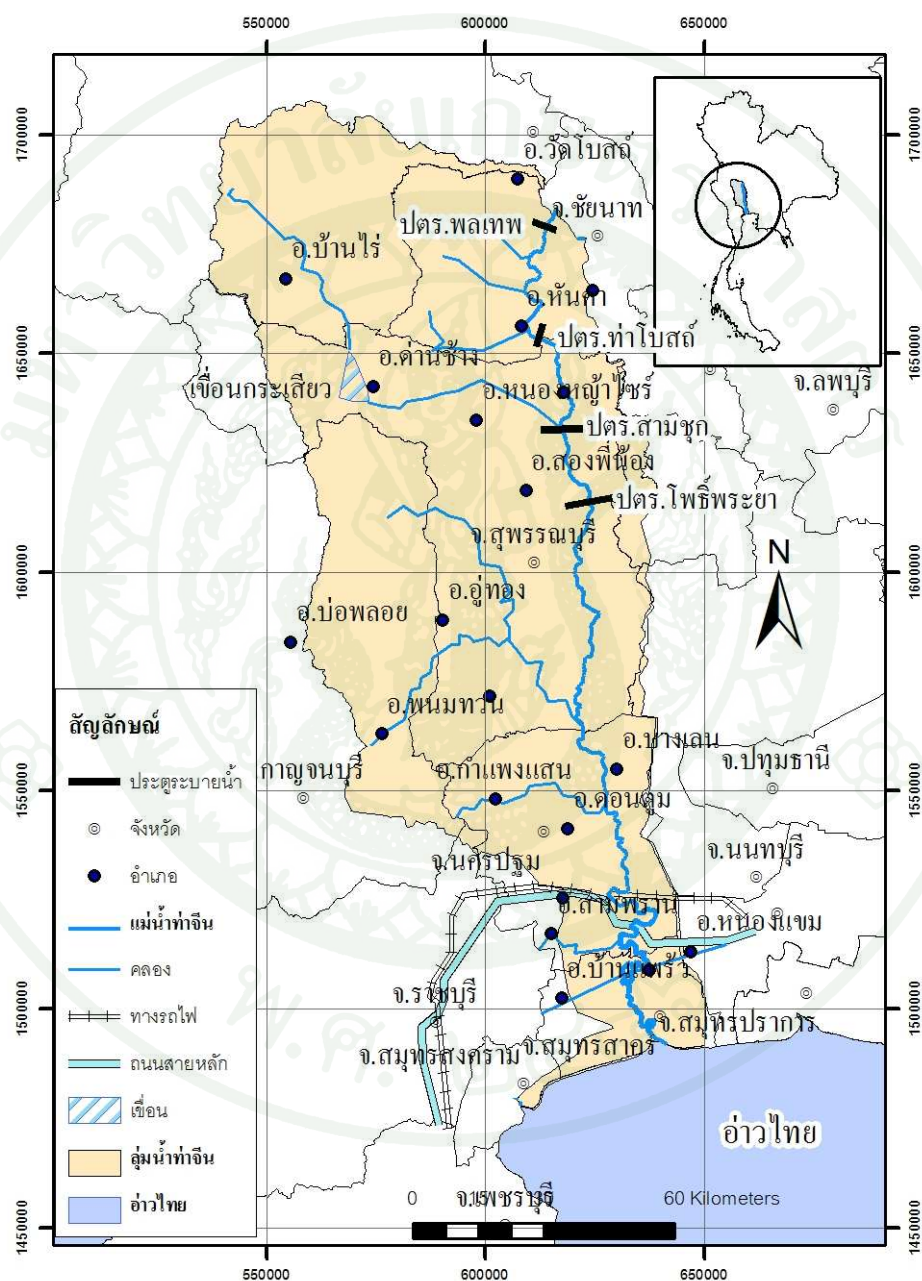 550000 600000 650000
1700000 1700000
อ.วัดโบสถ์
จ.ชัยนาท
ปตร.พลเทพ
อ.บ้านไร่
อ.หันคา
ปตร.ท่าโบสถ์
1650000 1650000
อ.ด่านช้าง
เขื่อนกระเสียว
จ.ลพบุรี
อ.หนองหญ้าไซร์
ปตร.สามชุก
อ.สองพี่น้อง
ปตร.โพธิ์พระยา
จ.สุพรรณบุรี
N
1600000 1600000
อ.อู่ทอง
อ.บ่อพลอย
อ.พนมทวน
อ.บางเลน
จ.ปทุมธานี
กาญจนบุรี
อ.กำแพงแสน
1550000 1550000
อ.ดอนตูม
จ.นนทบุรี
จ.นครปฐม
อ.สามพราน
อ.หนองแขม
อ.บ้านแพร้ว
จ.ราชบุรี
1500000 1500000
จ.สมุทรปราการ
จ.สมุทรสาคร
จ.สมุทรสงคราม
อ่าวไทย
จ.เพชรบุรี
0 15 30 60 Kilometers
1450000 1450000
550000 600000 650000
สัญลักษณ์
ประตูระบายน้ำ
จังหวัด
อำเภอ
แม่น้ำท่าจีน
คลอง
ทางรถไฟ
ถนนสายหลัก
เขื่อน
ลุ่มน้ำท่าจีน
อ่าวไทย